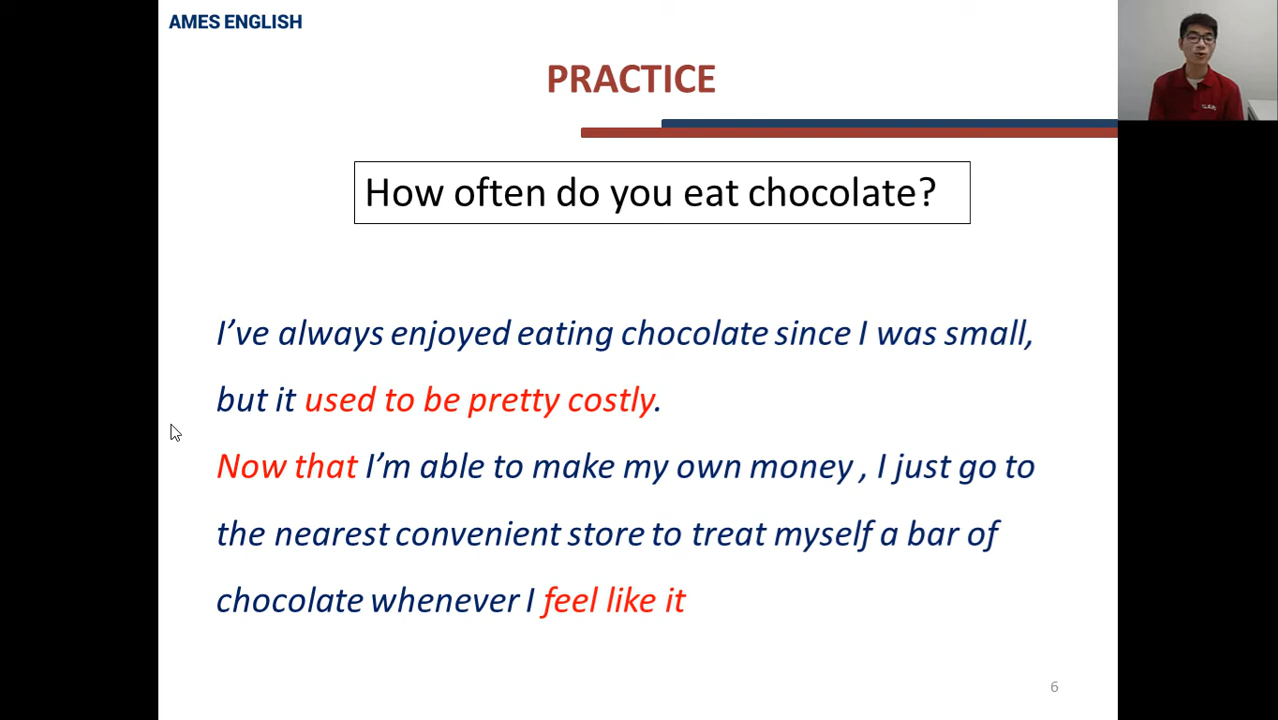 AMES ENGLISH
PRACTICE
How often do you eat chocolate?
I’ve always enjoyed eating chocolate since I was small,
but it used to be pretty costly.
Now that I’m able to make my own money , I just go to
the nearest convenient store to treat myself a bar of
chocolate whenever I feel like it
6